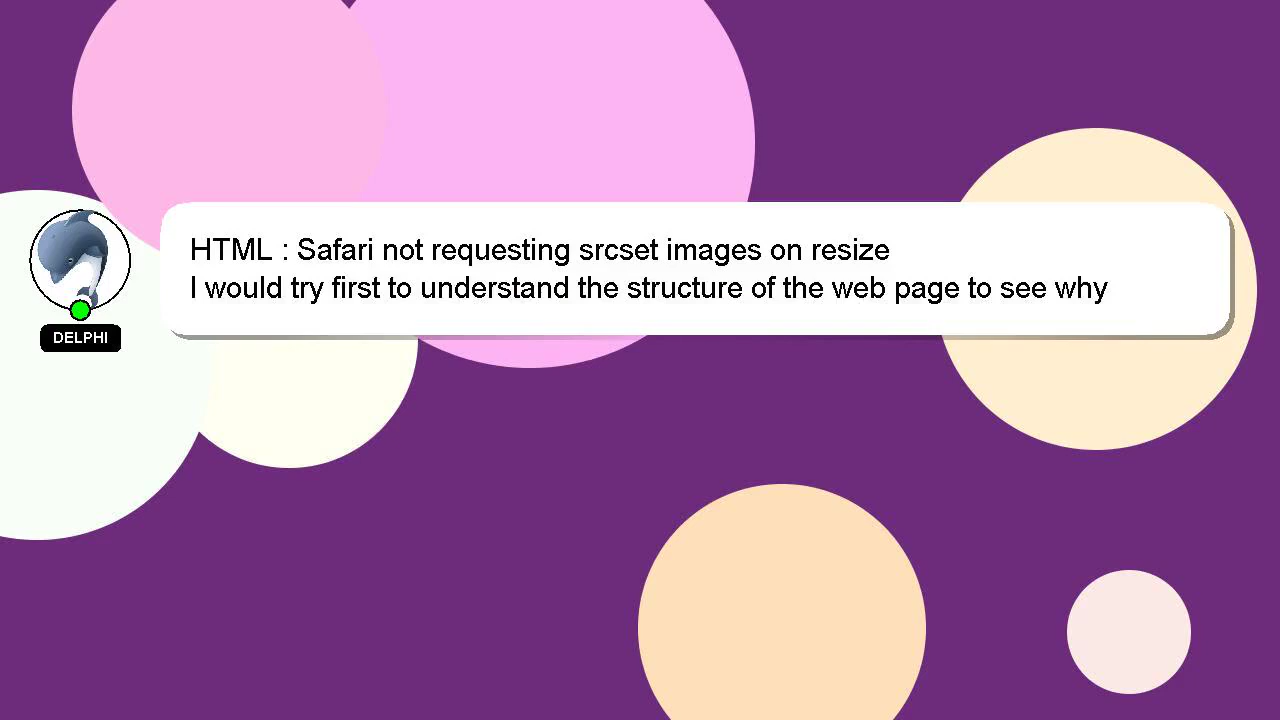 HTML : Safari not requesting srcset images on resize
I would try first to understand the structure of the web page to see why
DELPHI